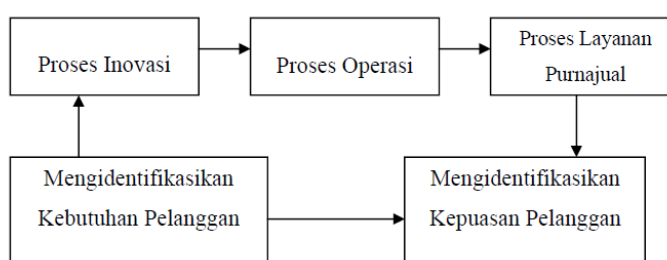 Proses Inovasi
Proses Operasi
Proses Layanan
Purnajual
Mengidentifikasikan
Kebutuhan Pelanggan
Mengidentifikasikan
Kepuasan Pelanggan